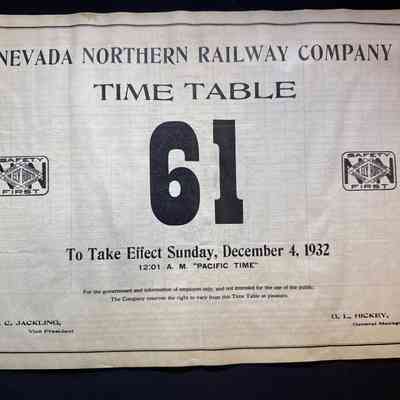 NEVADA NORTHERN RAILWAY COMPANY
TIME TABLE
61
SAFETY
FIRST
SAFETY
FIRST
To Take Effect Sunday, December 4, 1932
12:01 A. M. "PACIFIC TIME"
For the government and information of employes only, and not intended for the use of the public.
The Company reserves the right to vary from this Time Table at pleasure.
C. JACKLING,
Vice President
G. L. HICKEY,
General Manager